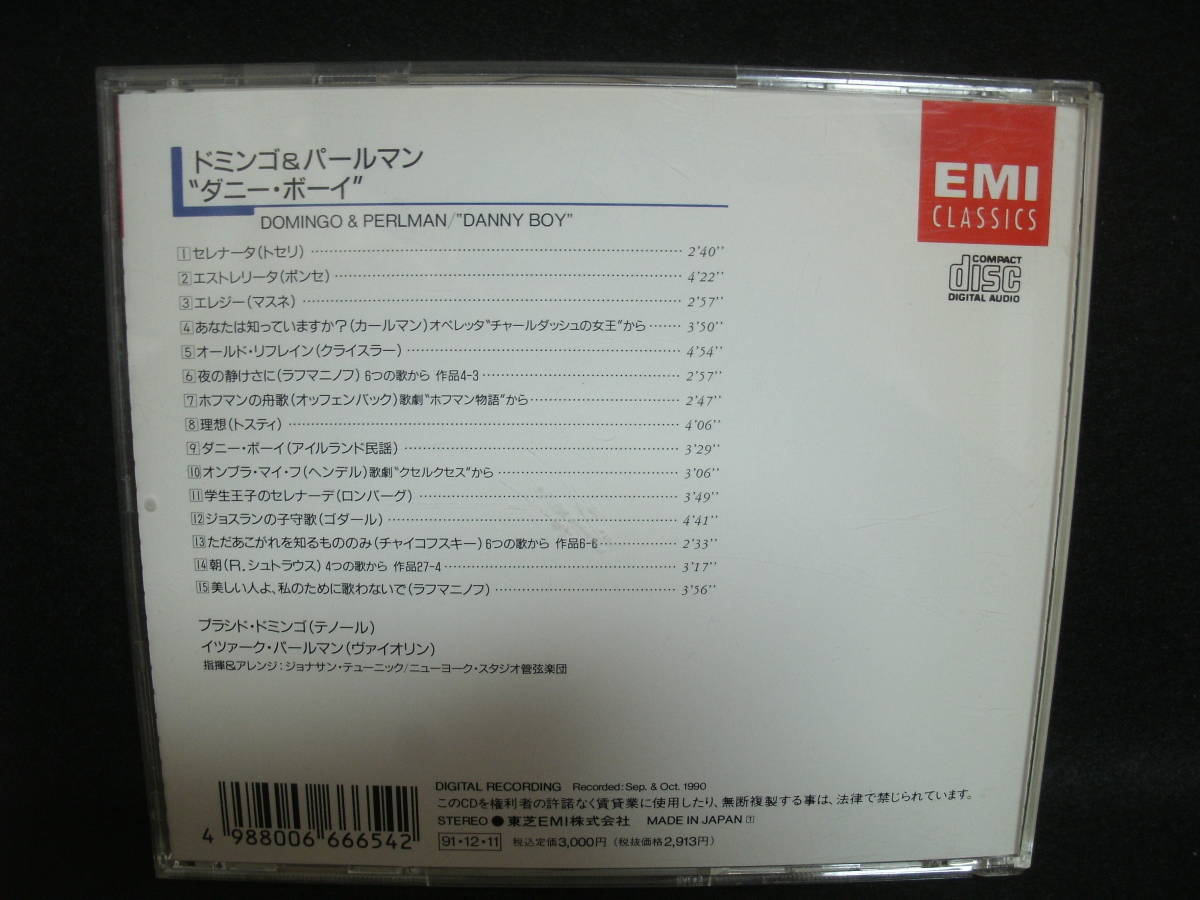 ドミンゴ&パールマン
“ダニー・ボーイ”
DOMINGO & PERLMAN/"DANNY BOY"
EMI
CLASSICS
COMPACT
disc
DIGITAL AUDIO
1 セレナータ(トセリ) 2'40''
2 エストレリータ(ポンセ) 4'22''
3 エレジー(マスネ) 2'57''
4 あなたは知っていますか?(カールマン)オペレッタ“チャールダッシュの女王”から 3'50''
5 オールド・リフレイン(クライスラー) 4'54''
6 夜の静けさに(ラフマニノフ) 6つの歌から 作品4-3 2'57''
7 ホフマンの舟歌(オッフェンバック)歌劇“ホフマン物語”から 2'47''
8 理想(トスティ) 4'06''
9 ダニー・ボーイ(アイルランド民謡) 3'29''
10 オンブラ・マイ・フ(ヘンデル)歌劇“クセルクセス”から 3'06''
11 学生王子のセレナーデ(ロンバーグ) 3'49''
12 ジョスランの子守歌(ゴダール) 4'41''
13 ただあこがれを知るもののみ(チャイコフスキー) 6つの歌から 作品6-6 2'33''
14 朝(R.シュトラウス) 4つの歌から 作品27-4 3'17''
15 美しい人よ、私のために歌わないで(ラフマニノフ) 3'56''
プラシド・ドミンゴ(テノール)
イツァーク・パールマン(ヴァイオリン)
指揮&アレンジ:ジョナサン・テューニック/ニューヨーク・スタジオ管弦楽団
DIGITAL RECORDING Recorded: Sep. & Oct. 1990
このCDを権利者の許諾なく賃貸業に使用したり、無断複製する事は、法律で禁じられています。
STEREO ● 東芝EMI株式会社 MADE IN JAPAN 1
91・12・11 税込定価3,000円(税抜価格2,913円)
4 988006 666542